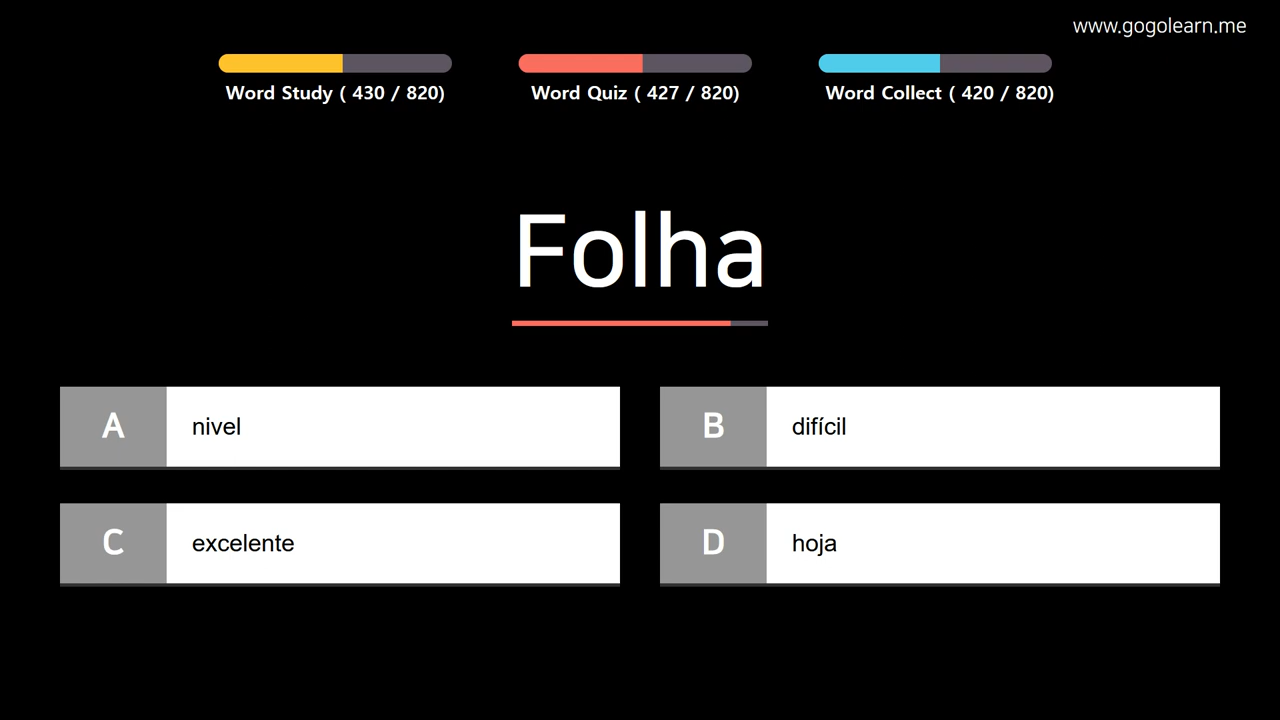 www.gogolearn.me
Word Study ( 430 / 820)
Word Quiz ( 427 / 820)
Word Collect ( 420 / 820)
Folha
A
nivel
B
difícil
C
excelente
D
hoja